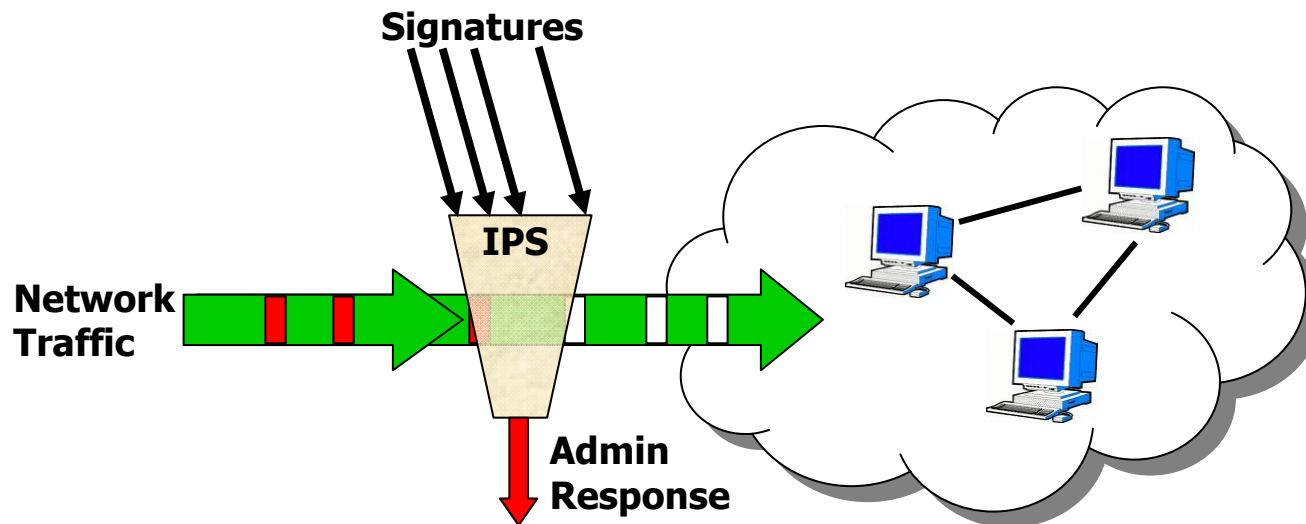 Signatures
IPS
Network
Traffic
Admin
Response